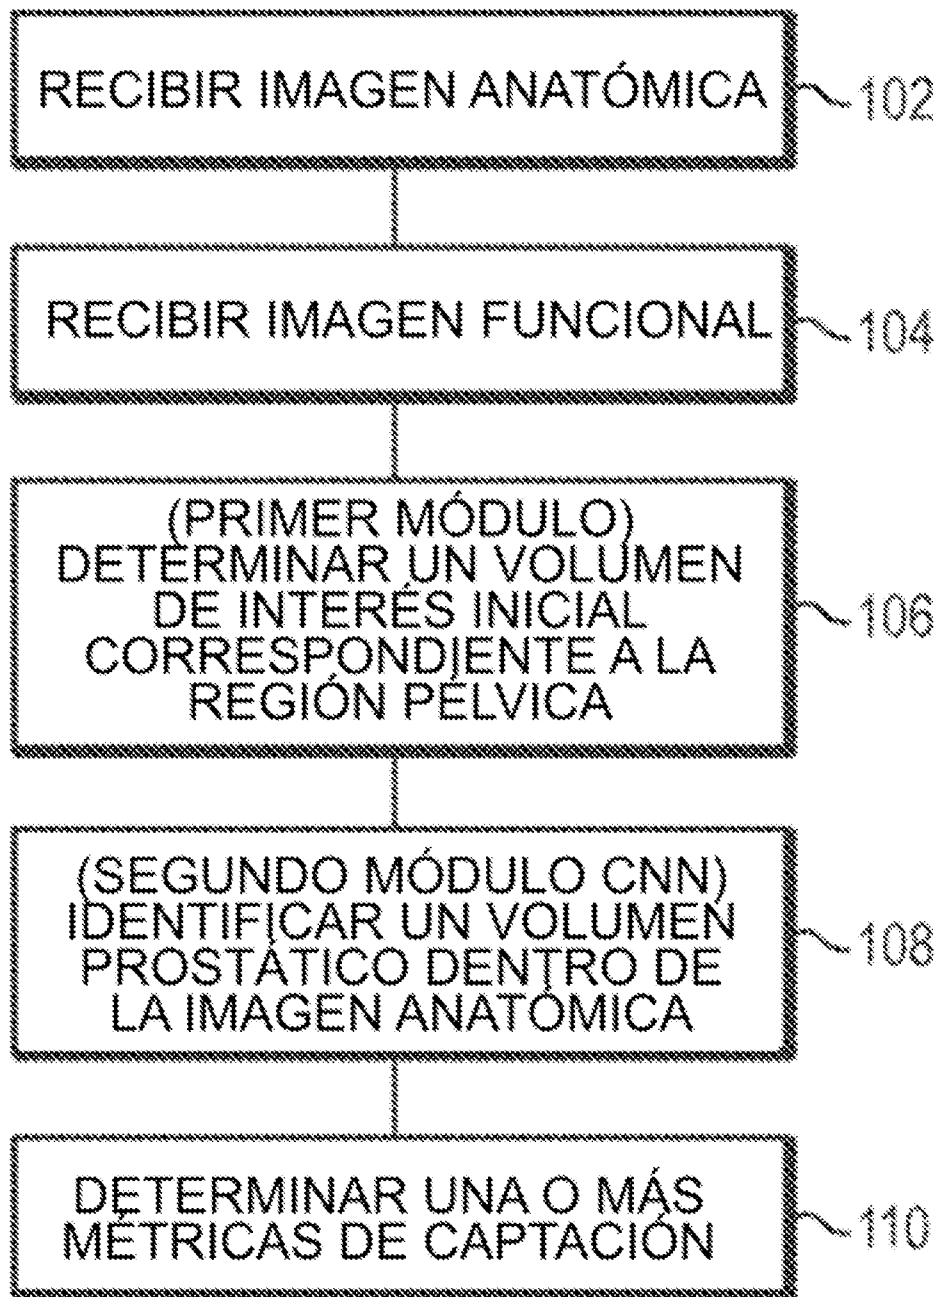 RECIBIR IMAGEN ANATÓMICA
102
RECIBIR IMAGEN FUNCIONAL
104
(PRIMER MÓDULO)
DETERMINAR UN VOLUMEN
DE INTERÉS INICIAL
CORRESPONDIENTE A LA
REGIÓN PÉLVICA
106
(SEGUNDO MÓDULO CNN)
IDENTIFICAR UN VOLUMEN
PROSTÁTICO DENTRO DE
LA IMAGEN ANATÓMICA
108
DETERMINAR UNA O MÁS
MÉTRICAS DE CAPTACIÓN
110